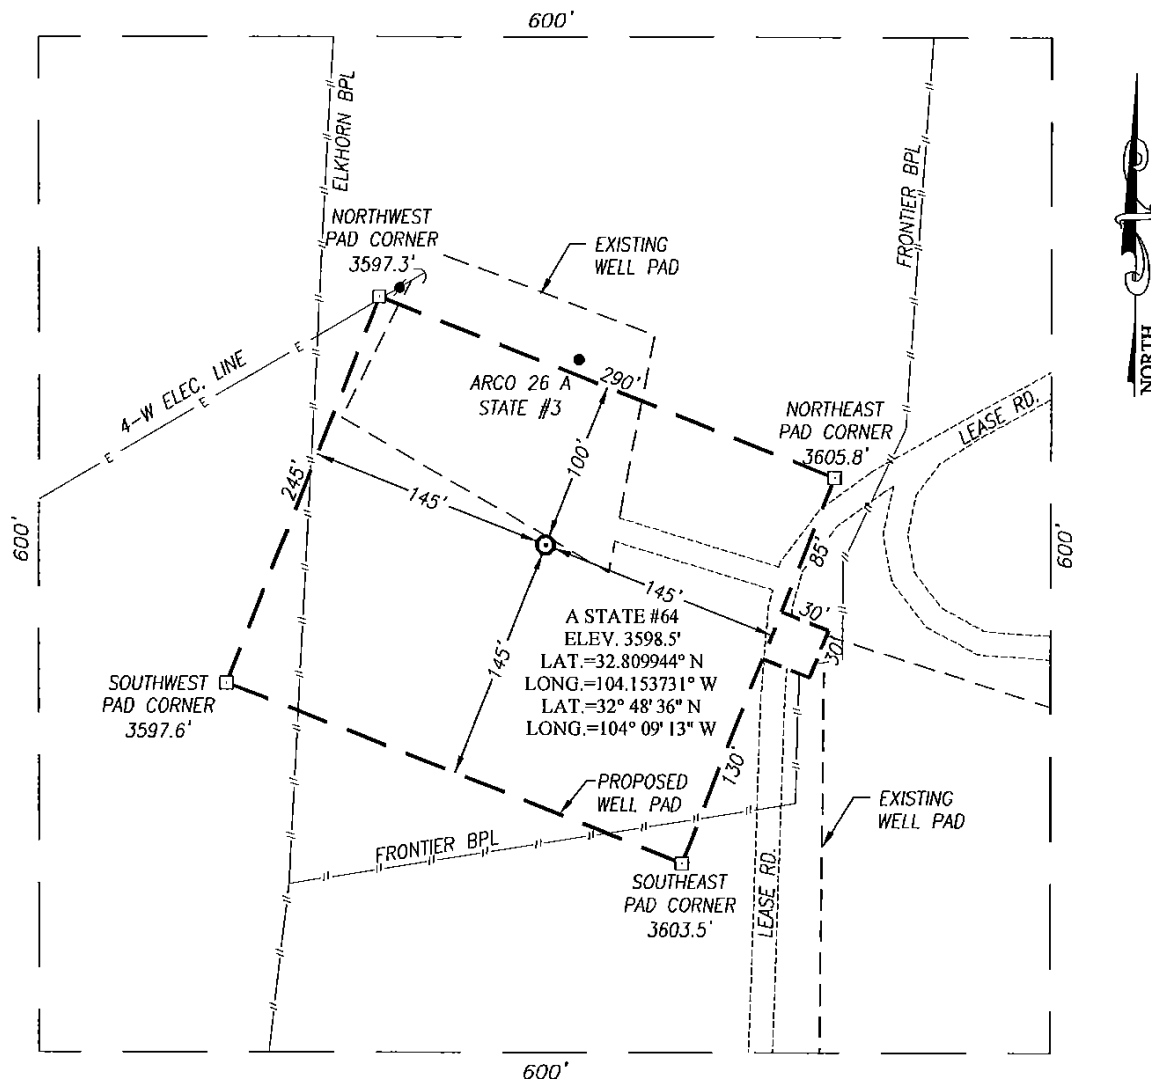 600'
ELKHORN BPL
FRONTIER BPL
NORTHWEST
PAD CORNER
3597.3'
EXISTING
WELL PAD
NORTH
4-W ELEC. LINE
E
E
E
ARCO 26 A
STATE #3
290'
NORTHEAST
PAD CORNER
3605.8'
LEASE RD.
100'
245'
145'
600'
600'
85'
145'
30'
30'
A STATE #64
ELEV. 3598.5'
LAT.=32.809944° N
LONG.=104.153731° W
LAT.=32° 48' 36" N
LONG.=104° 09' 13" W
145'
SOUTHWEST
PAD CORNER
3597.6'
130'
PROPOSED
WELL PAD
EXISTING
WELL PAD
FRONTIER BPL
LEASE RD.
SOUTHEAST
PAD CORNER
3603.5'
600'